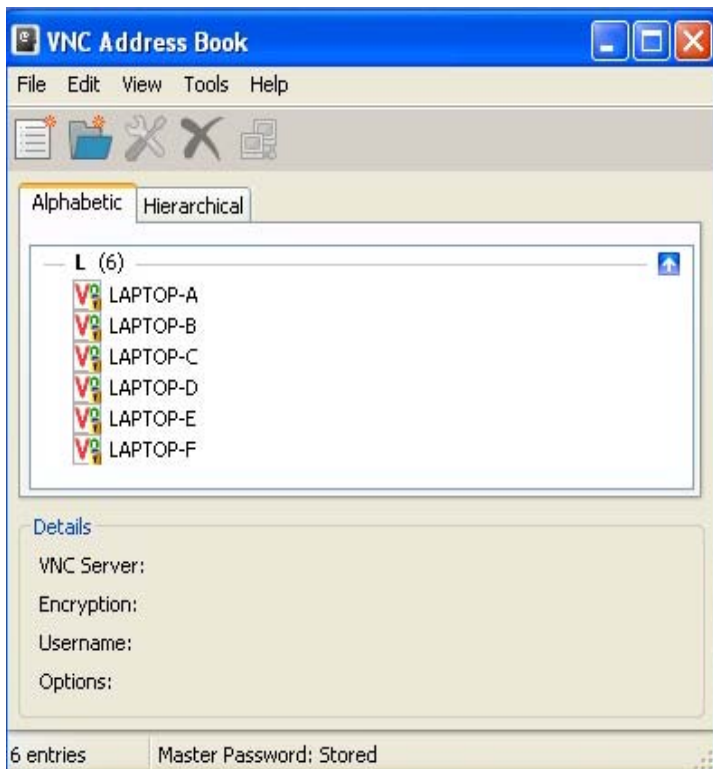 VNC Address Book
File Edit View Tools Help
Alphabetic Hierarchical
L (6)
LAPTOP-A
LAPTOP-B
LAPTOP-C
LAPTOP-D
LAPTOP-E
LAPTOP-F
Details
VNC Server:
Encryption:
Username:
Options:
6 entries Master Password: Stored